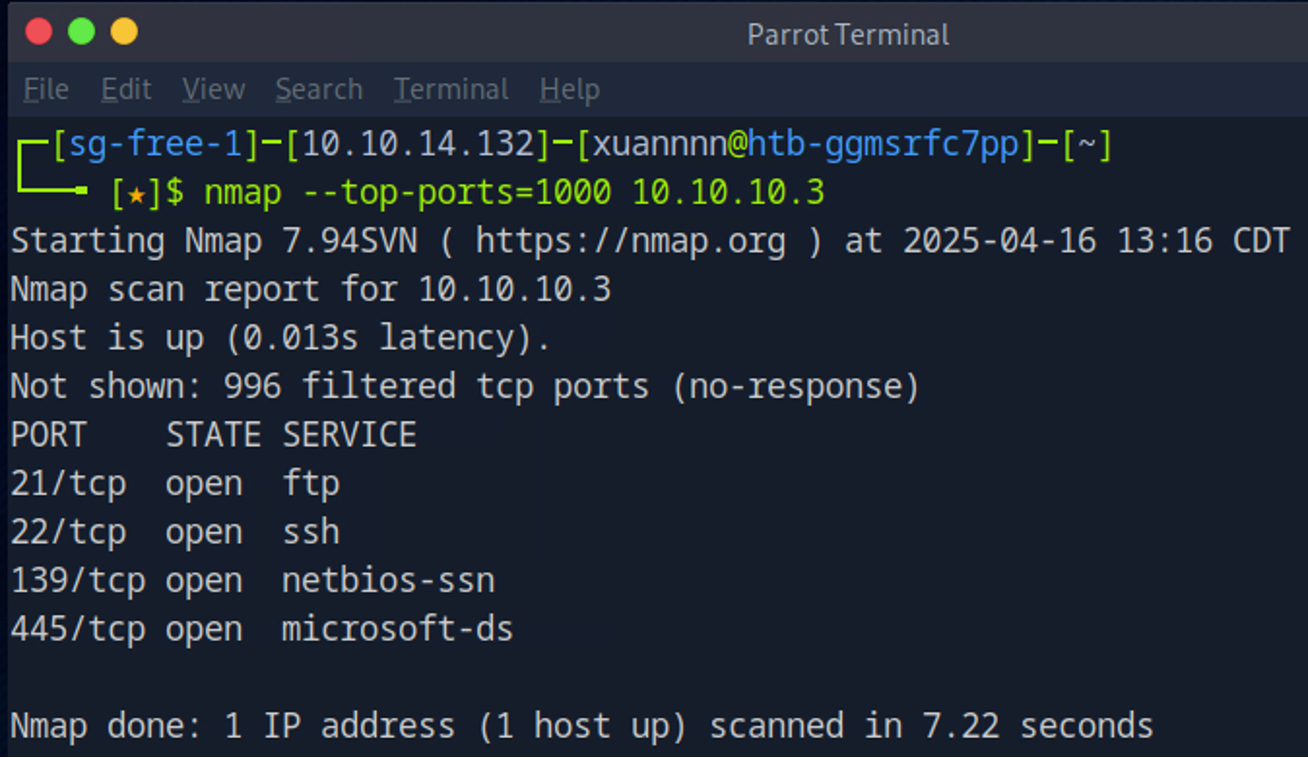 Parrot Terminal
File Edit View Search Terminal Help
┌─[sg-free-1]─[10.10.14.132]─[xuannnn@htb-ggmsrfc7pp]─[~]
└──╼ [★]$ nmap --top-ports=1000 10.10.10.3
Starting Nmap 7.94SVN ( https://nmap.org ) at 2025-04-16 13:16 CDT
Nmap scan report for 10.10.10.3
Host is up (0.013s latency).
Not shown: 996 filtered tcp ports (no-response)
PORT    STATE SERVICE
21/tcp  open  ftp
22/tcp  open  ssh
139/tcp open  netbios-ssn
445/tcp open  microsoft-ds
Nmap done: 1 IP address (1 host up) scanned in 7.22 seconds